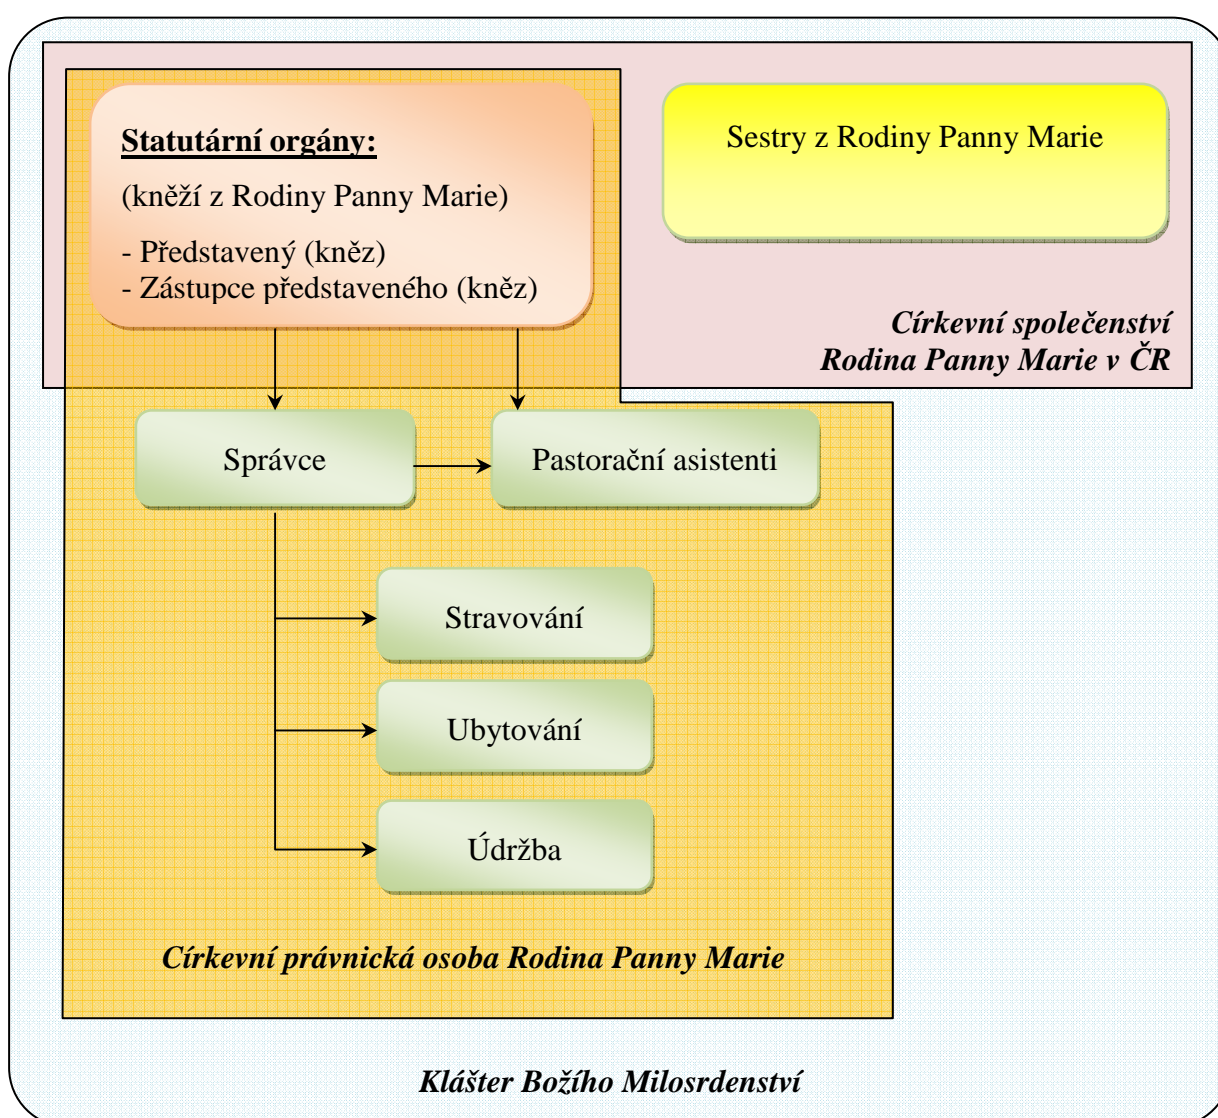 Statutární orgány:
(kněží z Rodiny Panny Marie)
- Představený (kněz)
- Zástupce představeného (kněz)
Sestry z Rodiny Panny Marie
Církevní společenství
Rodina Panny Marie v ČR
Správce
Pastorační asistenti
Stravování
Ubytování
Údržba
Církevní právnická osoba Rodina Panny Marie
Klášter Božího Milosrdenství